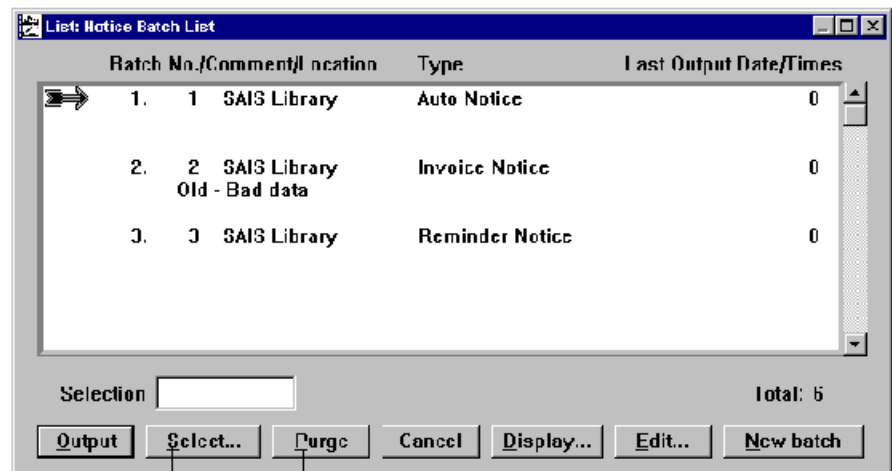 List: Notice Batch List
Batch No./Comment/Location Type Last Output Date/Times
1. 1 SAIS Library Auto Notice 0
2. 2 SAIS Library Invoice Notice 0
Old - Bad data
3. 3 SAIS Library Reminder Notice 0
Selection Total:
Output Select... Purge Cancel Display... Edit... New batch